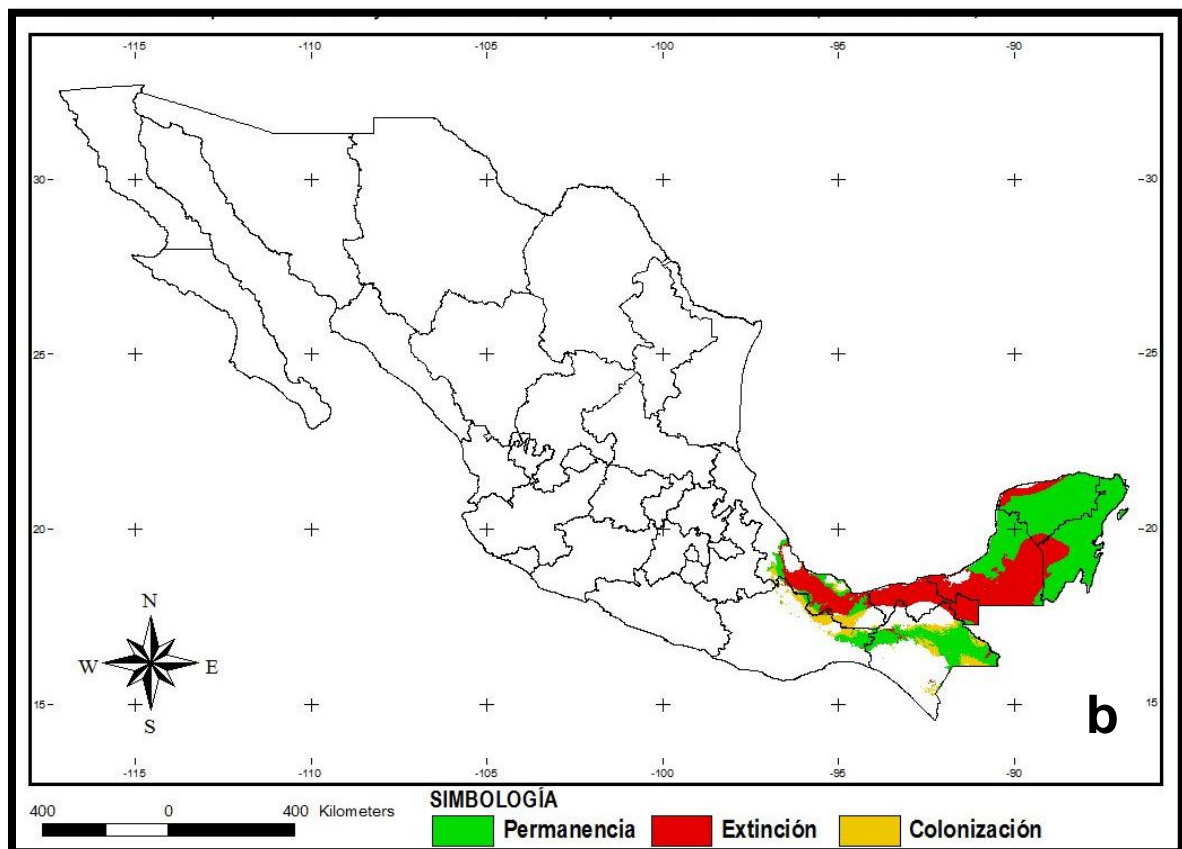 -115 -110 -105 -100 -95 -90
30 -30
25 -25
20 -20
15 15
N
W E
S
b
-115 -110 -105 -100 -95 -90
400 0 400 Kilometers
SIMBOLOGÍA
Permanencia Extinción Colonización